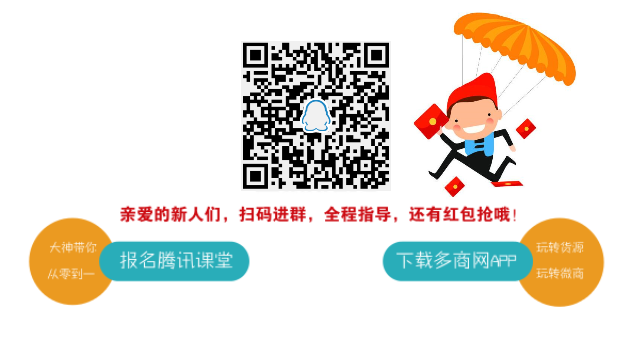 亲爱的新人们，扫码进群，全程指导，还有红包抢哦！
大神带你
从零到一
报名腾讯课堂
下载多商网APP
玩转货源
玩转微商